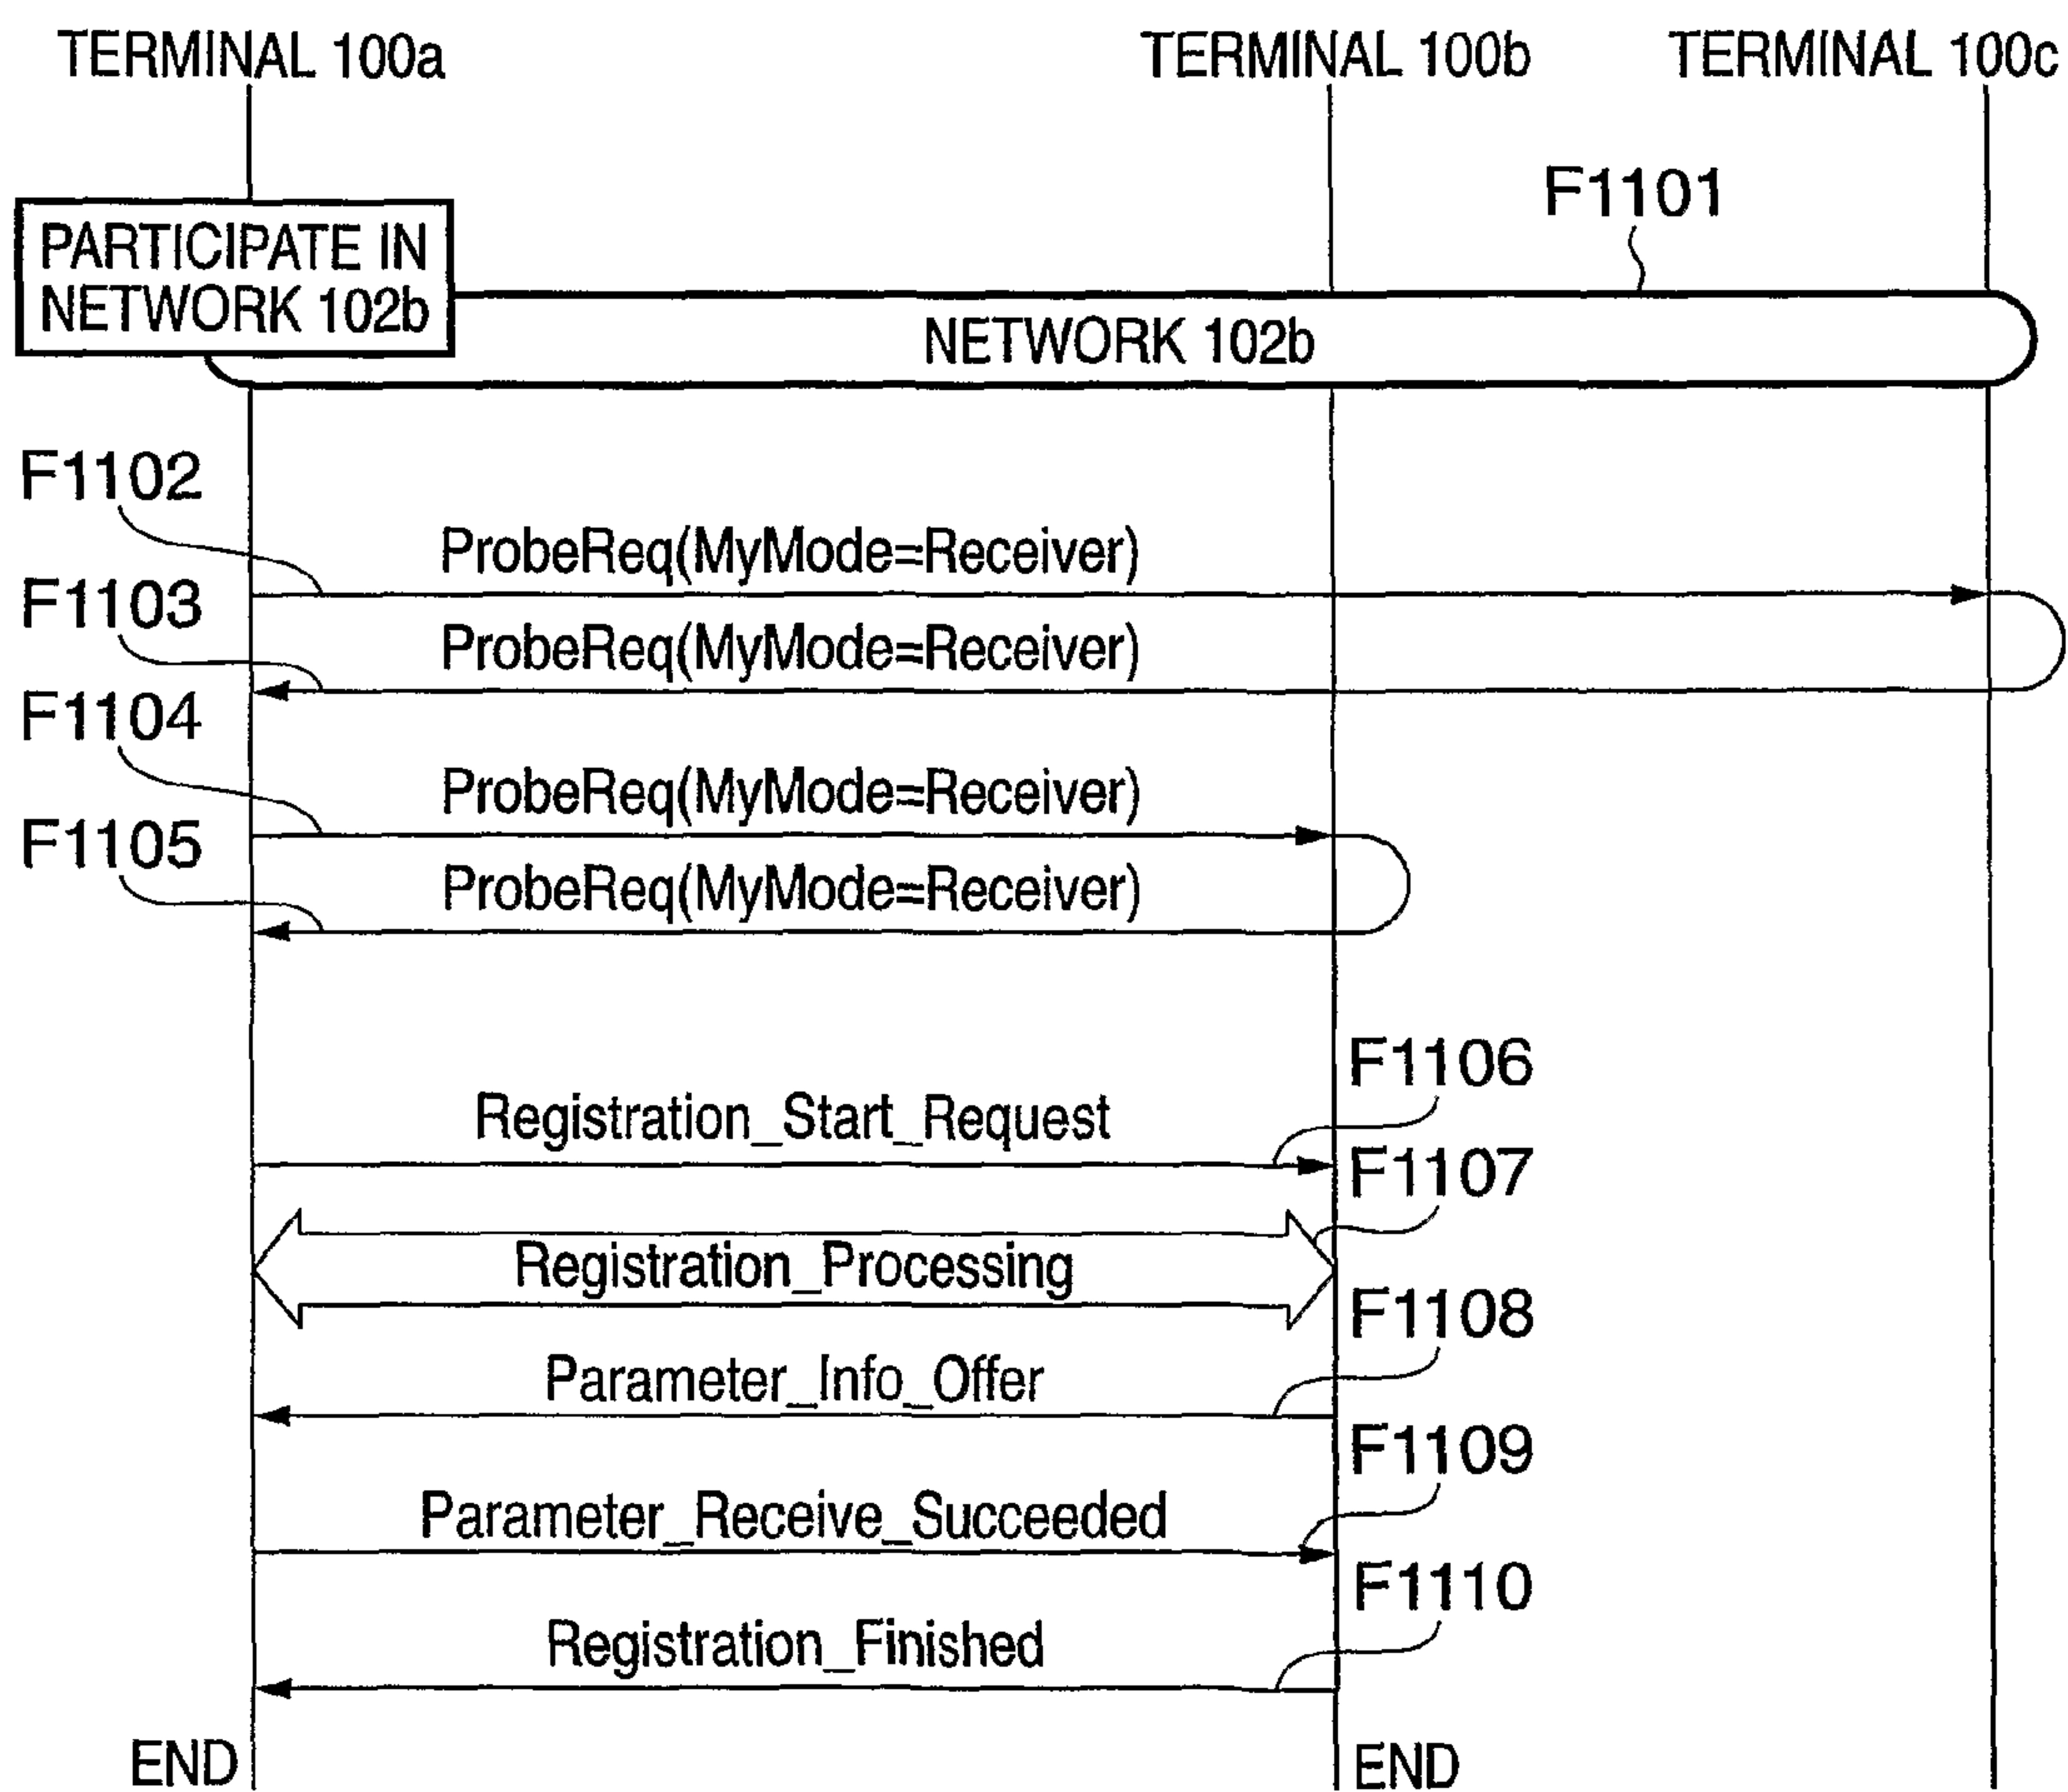 TERMINAL 100a
TERMINAL 100b
TERMINAL 100c
F1101
PARTICIPATE IN
NETWORK 102b
NETWORK 102b
F1102
ProbeReq(MyMode=Receiver)
F1103
ProbeReq(MyMode=Receiver)
F1104
ProbeReq(MyMode=Receiver)
F1105
ProbeReq(MyMode=Receiver)
F1106
Registration_Start_Request
F1107
Registration_Processing
F1108
Parameter_Info_Offer
F1109
Parameter_Receive_Succeeded
F1110
Registration_Finished
END
END